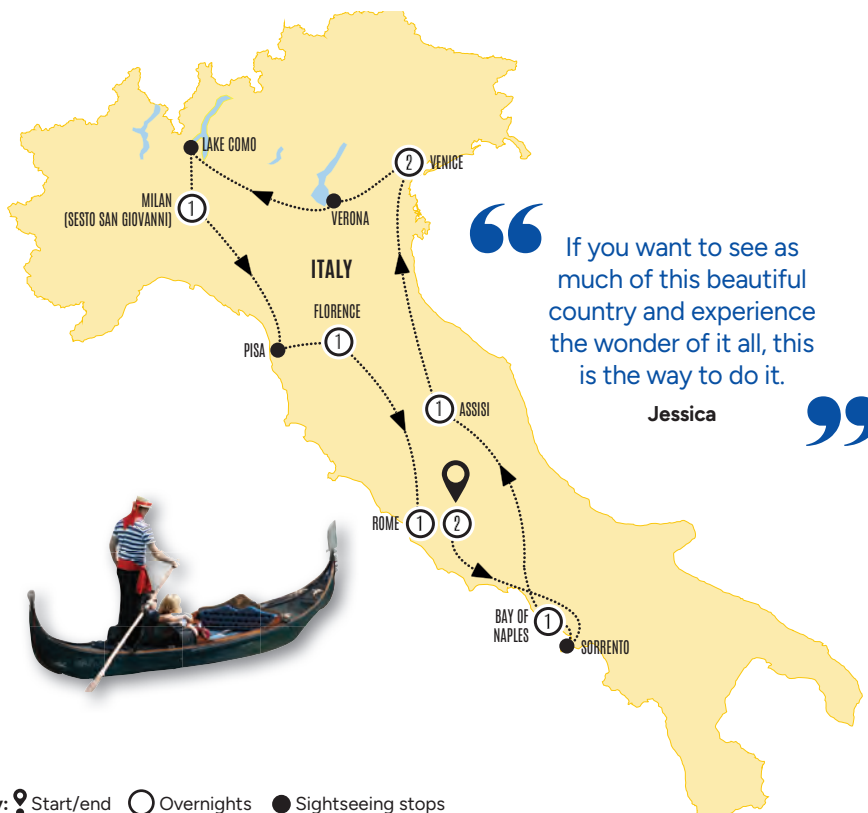 LAKE COMO
2 VENICE
MILAN
(SESTO SAN GIOVANNI)
1
VERONA
ITALY
FLORENCE
PISA
1
1 ASSISI
ROME 1 2
BAY OF
NAPLES
1
SORRENTO
“
If you want to see as
much of this beautiful
country and experience
the wonder of it all, this
is the way to do it.
Jessica
”
Start/end Overnights Sightseeing stops